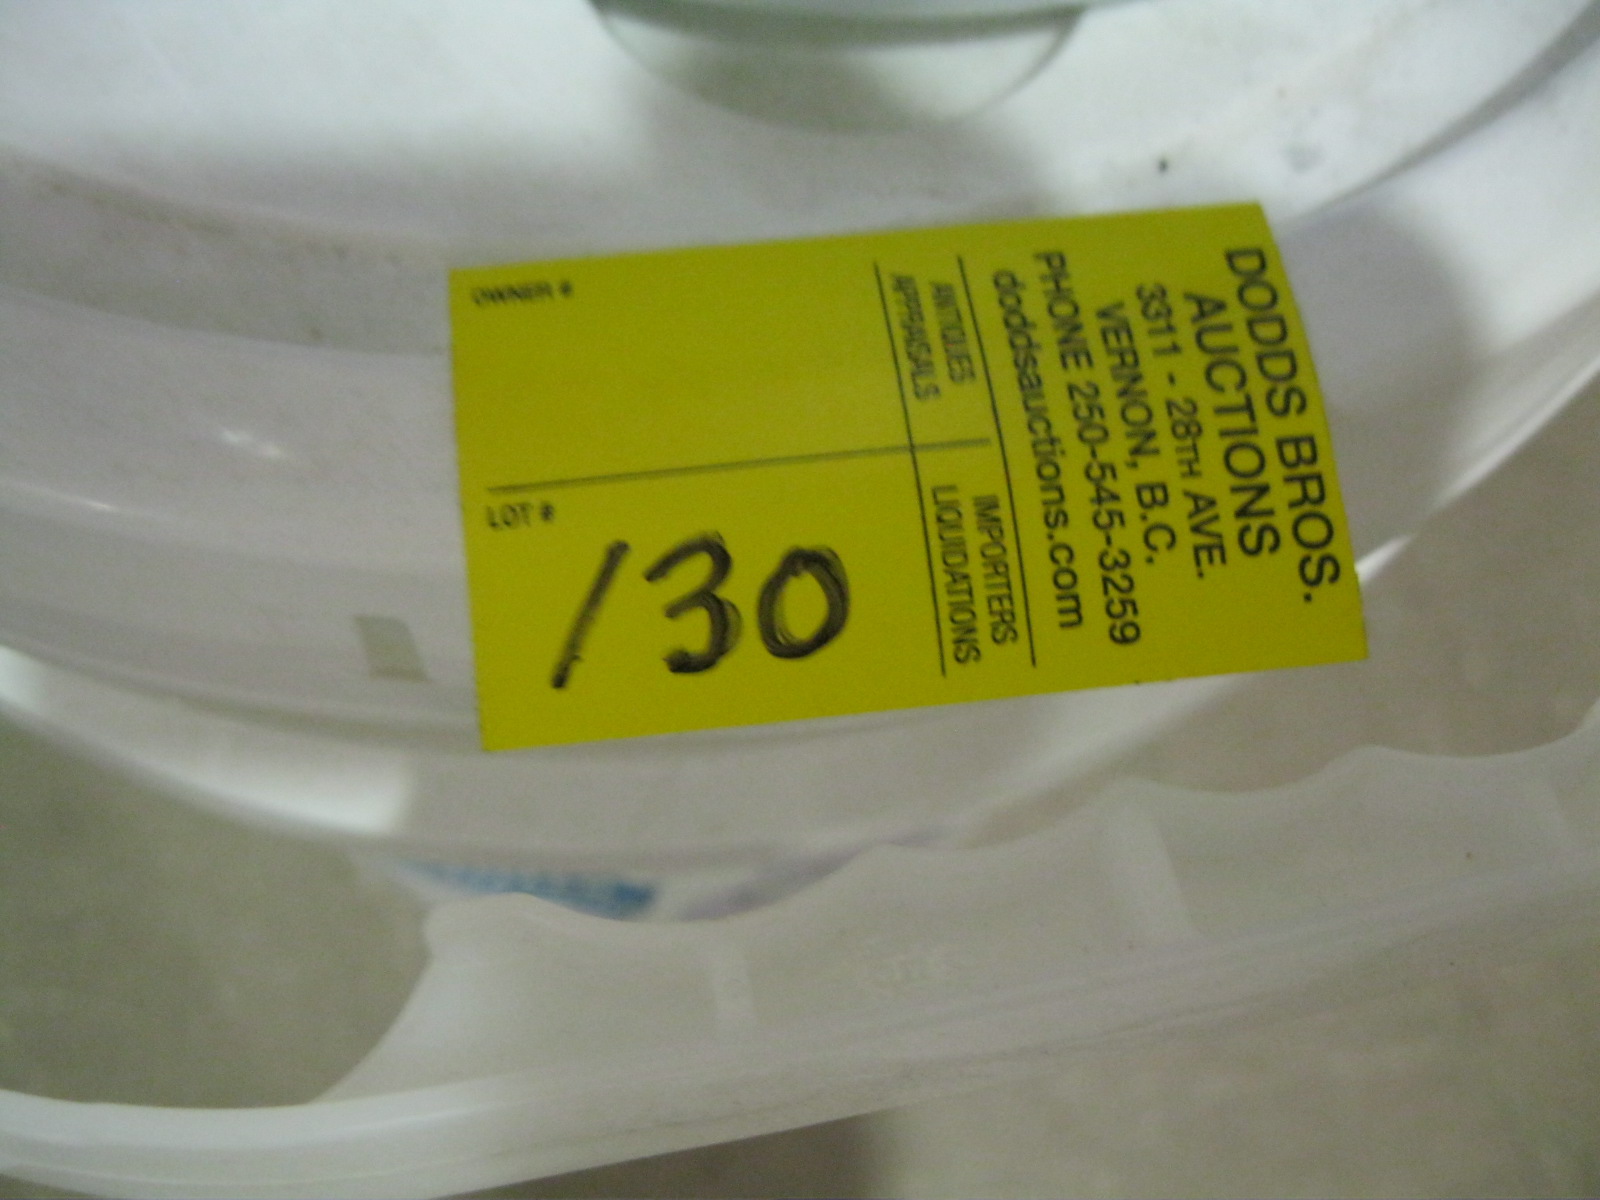 DODDS BROS.
AUCTIONS
3311 - 28TH AVE.
VERNON, B.C.
PHONE 250-545-3259
doddsauctions.com
ANTIQUES
APPRAISALS
IMPORTERS
LIQUIDATIONS
OWNER #
LOT #
130